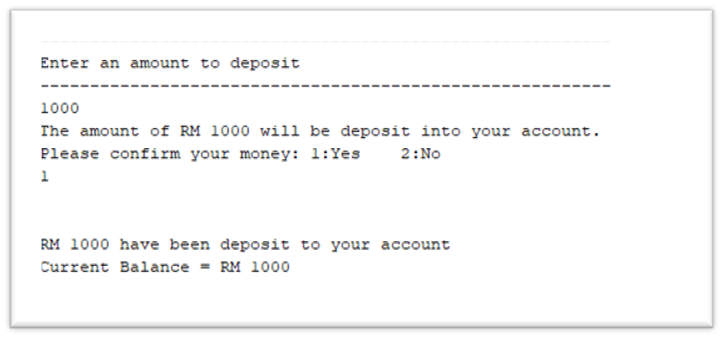 ---------------------------------------------------------
Enter an amount to deposit
---------------------------------------------------------
1000
The amount of RM 1000 will be deposit into your account.
Please confirm your money: 1:Yes    2:No
1
RM 1000 have been deposit to your account
Current Balance = RM 1000